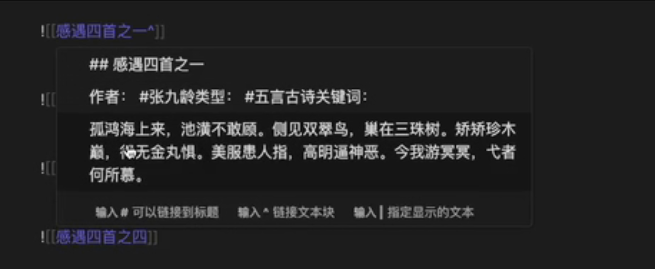 ![[感遇四首之一^]]
## 感遇四首之一
![[
作者: #张九龄类型: #五言古诗关键词:
孤鸿海上来，池潢不敢顾。侧见双翠鸟，巢在三珠树。矫矫珍木
巅，得无金丸惧。美服患人指，高明逼神恶。今我游冥冥，弋者
![[
何所慕。
输入 # 可以链接到标题 输入 ^ 链接文本块 输入 | 指定显示的文本
![[感遇四首之四]]